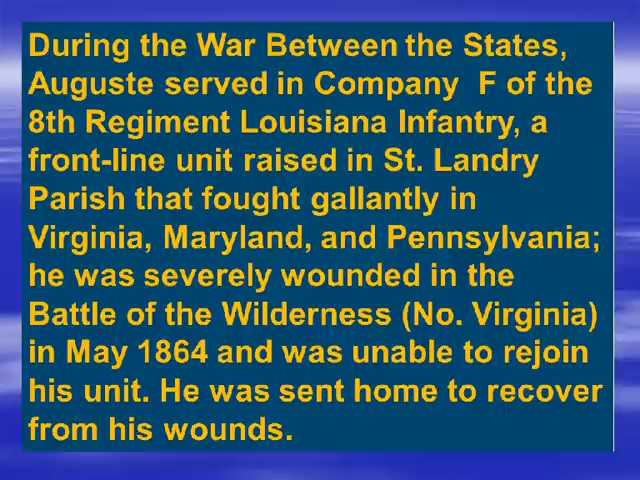 During the War Between the States,
Auguste served in Company F of the
8th Regiment Louisiana Infantry, a
front-line unit raised in St. Landry
Parish that fought gallantly in
Virginia, Maryland, and Pennsylvania;
he was severely wounded in the
Battle of the Wilderness (No. Virginia)
in May 1864 and was unable to rejoin
his unit. He was sent home to recover
from his wounds.